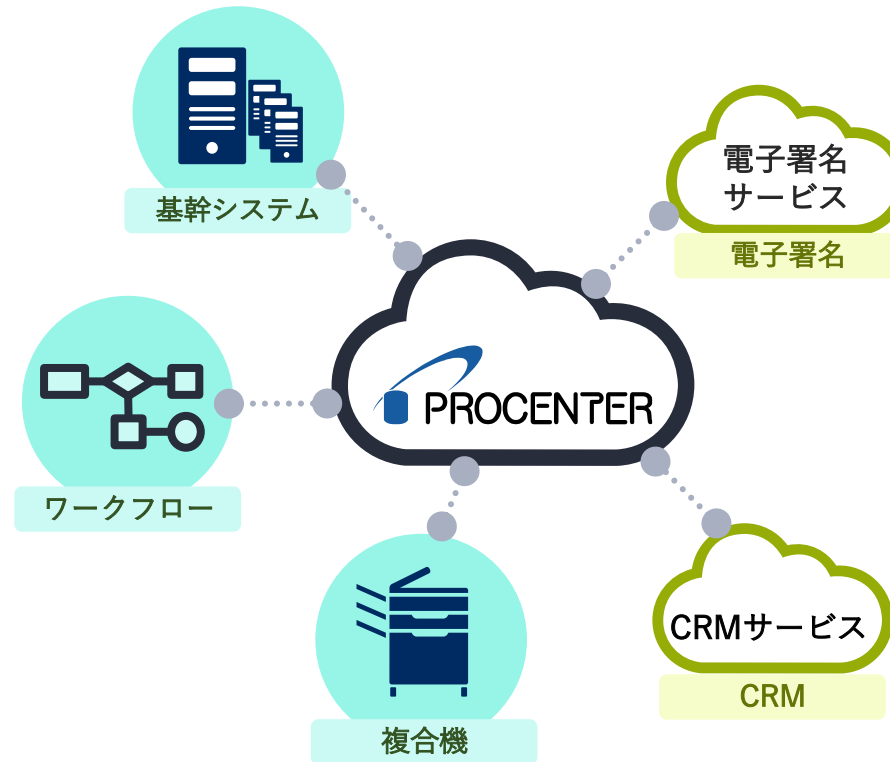 基幹システム
電子署名
サービス
電子署名
PROCENTER
ワークフロー
CRMサービス
CRM
複合機